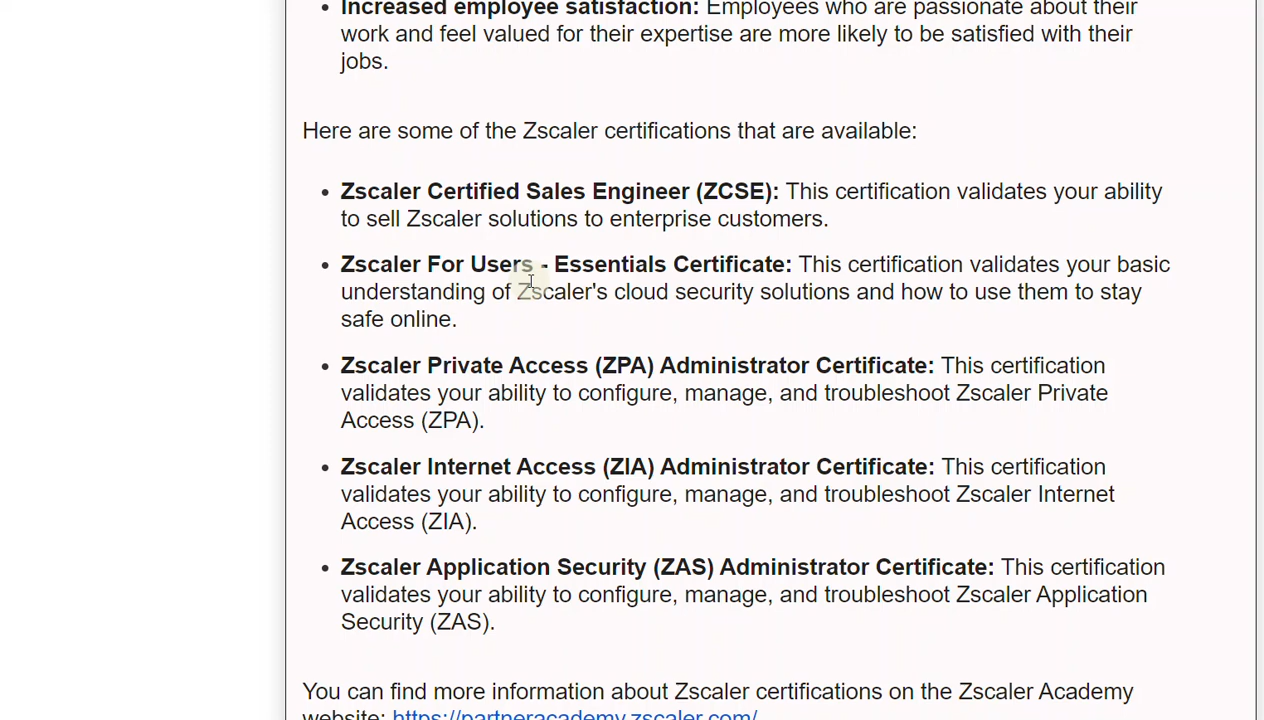 Increased employee satisfaction: Employees who are passionate about their
work and feel valued for their expertise are more likely to be satisfied with their
jobs.
Here are some of the Zscaler certifications that are available:
• Zscaler Certified Sales Engineer (ZCSE): This certification validates your ability
to sell Zscaler solutions to enterprise customers.
• Zscaler For Users - Essentials Certificate: This certification validates your basic
understanding of Zscaler's cloud security solutions and how to use them to stay
safe online.
• Zscaler Private Access (ZPA) Administrator Certificate: This certification
validates your ability to configure, manage, and troubleshoot Zscaler Private
Access (ZPA).
• Zscaler Internet Access (ZIA) Administrator Certificate: This certification
validates your ability to configure, manage, and troubleshoot Zscaler Internet
Access (ZIA).
• Zscaler Application Security (ZAS) Administrator Certificate: This certification
validates your ability to configure, manage, and troubleshoot Zscaler Application
Security (ZAS).
You can find more information about Zscaler certifications on the Zscaler Academy
website: https://partneracademy.zscaler.com/